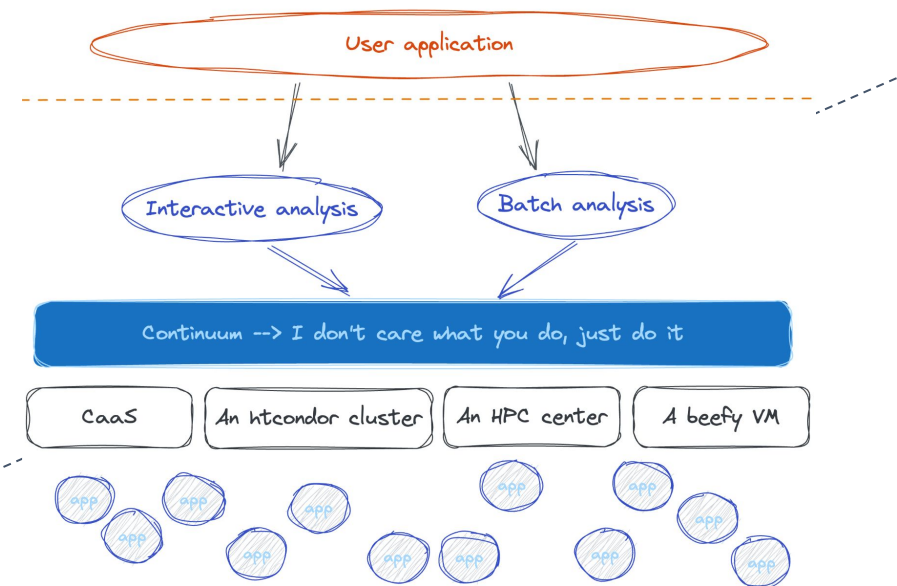 User application
Interactive analysis
Batch analysis
Continuum --> I don't care what you do, just do it
CaaS
An htcondor cluster
An HPC center
A beefy VM
app
app
app
app
app
app
app
app
app
app
app
app